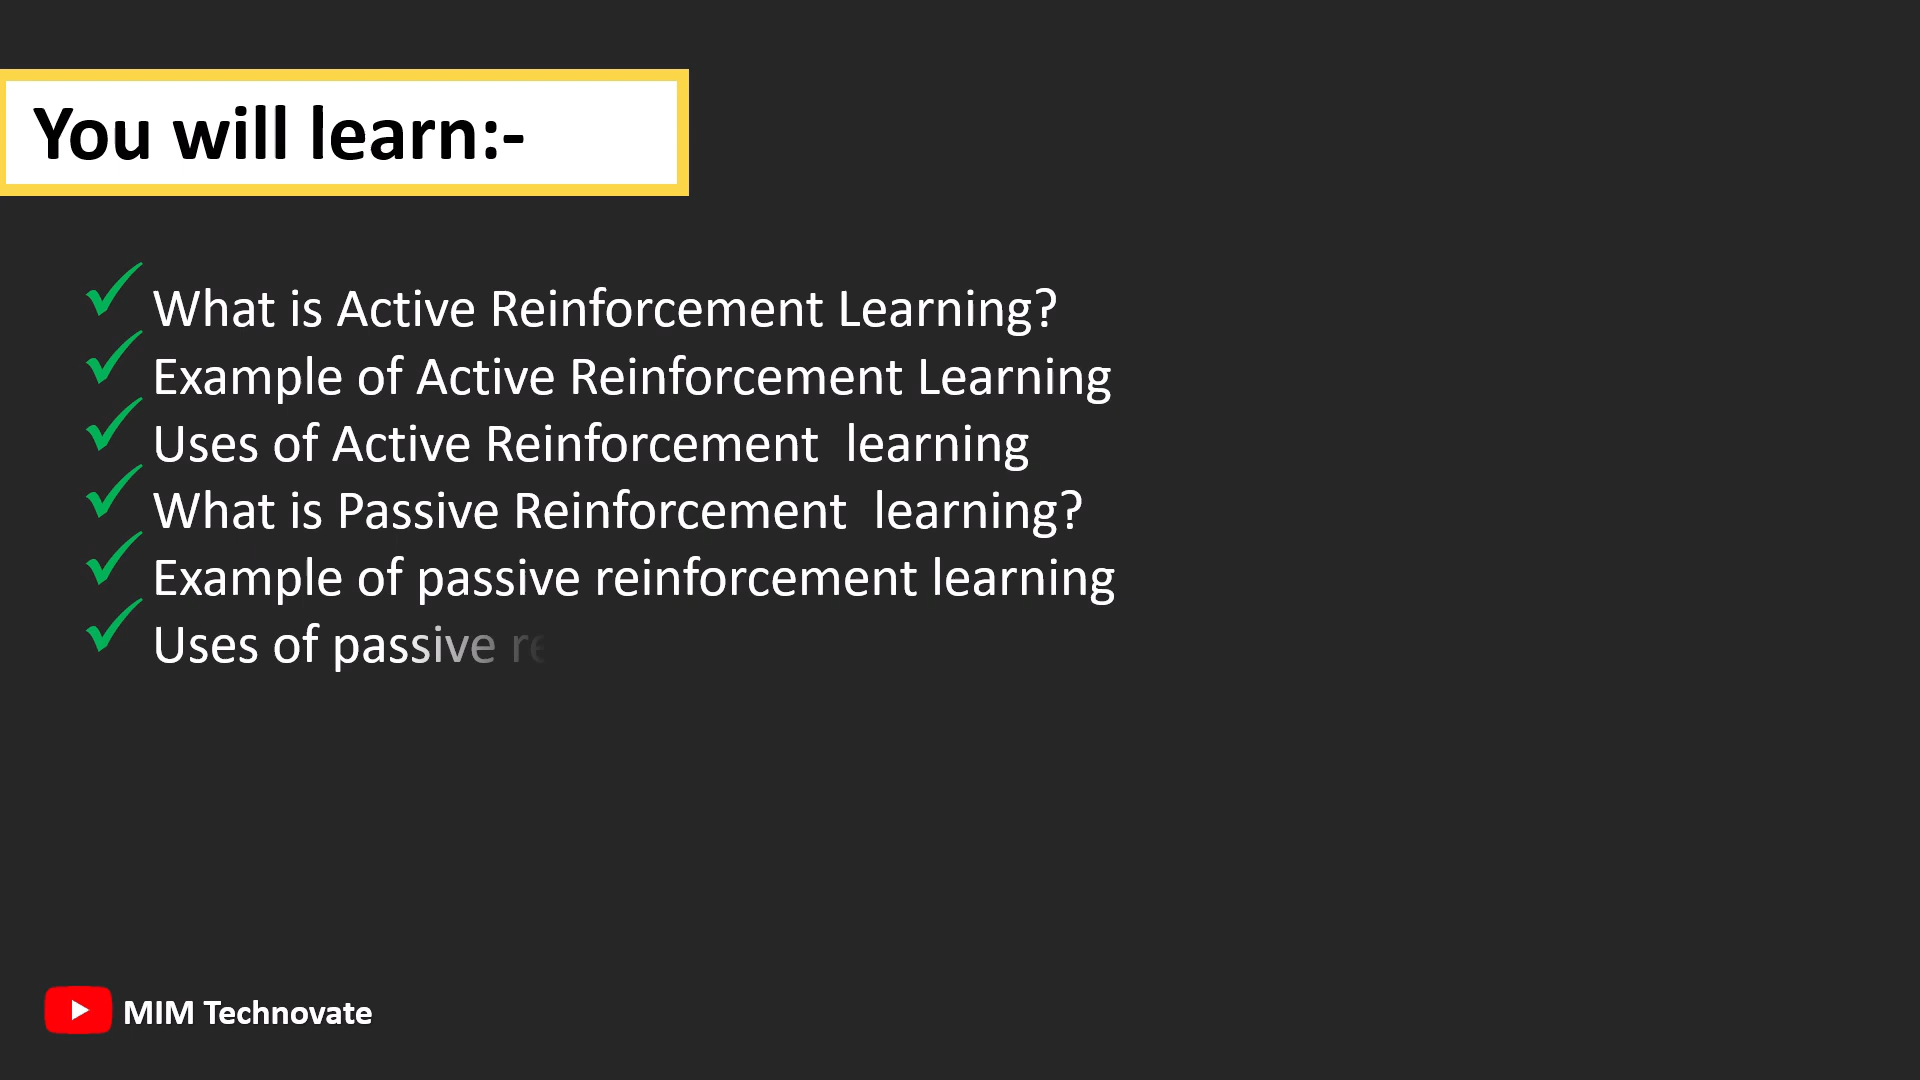 You will learn:-
What is Active Reinforcement Learning?
Example of Active Reinforcement Learning
Uses of Active Reinforcement  learning
What is Passive Reinforcement  learning?
Example of passive reinforcement learning
Uses of passive re
MIM Technovate